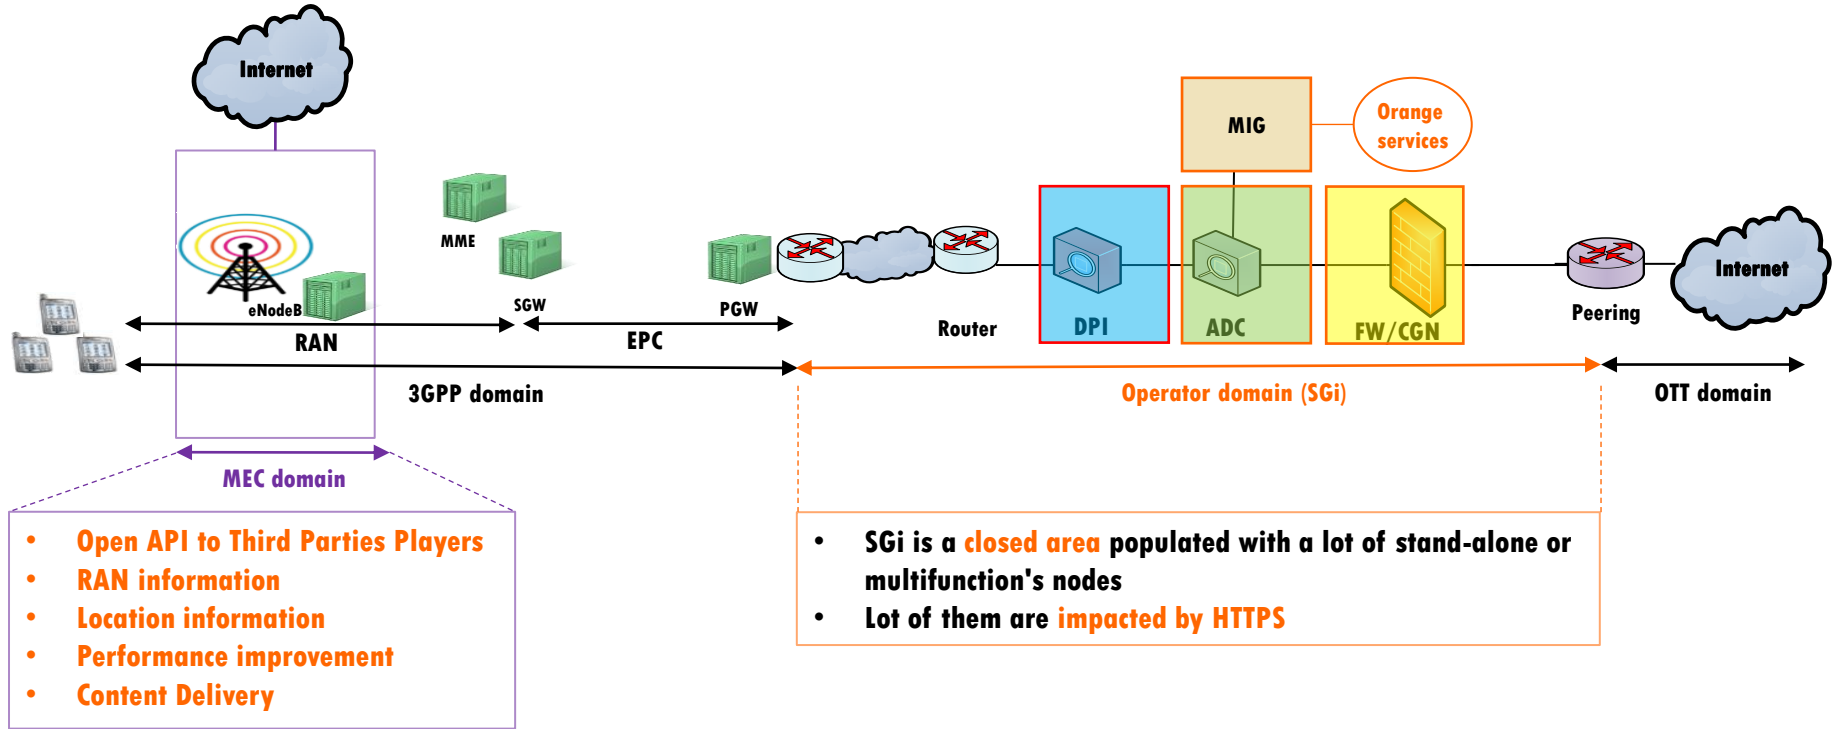 Internet
MIG
Orange
services
MME
eNodeB
SGW
PGW
Router
DPI
ADC
FW/CGN
Peering
Internet
RAN
EPC
3GPP domain
Operator domain (SGi)
OTT domain
MEC domain
• Open API to Third Parties Players
• RAN information
• Location information
• Performance improvement
• Content Delivery
• SGi is a closed area populated with a lot of stand-alone or
multifunction's nodes
• Lot of them are impacted by HTTPS